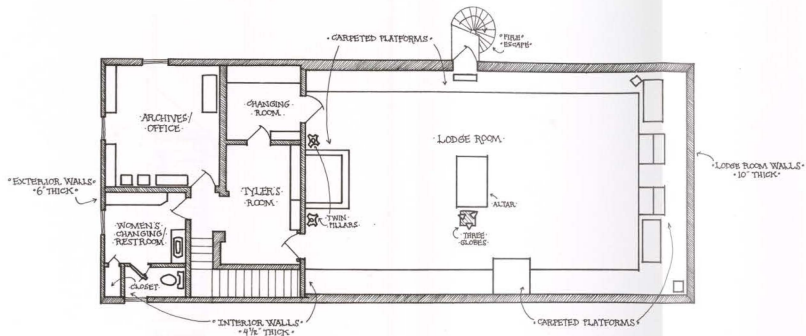 ·CARPETED PLATFORMS·
"FIRE"
"ESCAPE"
·CHANGING·
ROOM·
·ARCHIVES/
OFFICE·
·LODGE ROOM·
"EXTERIOR WALLS"
·6" THICK·
·LODGE ROOM WALLS·
·10" THICK·
·TYLER'S·
ROOM·
·ALTAR·
·TWIN·
PILLARS·
·WOMEN'S·
CHANGING/
RESTROOM·
·THREE·
GLOBES·
·CLOSET·
·INTERIOR WALLS·
·4½" THICK·
·CARPETED PLATFORMS·